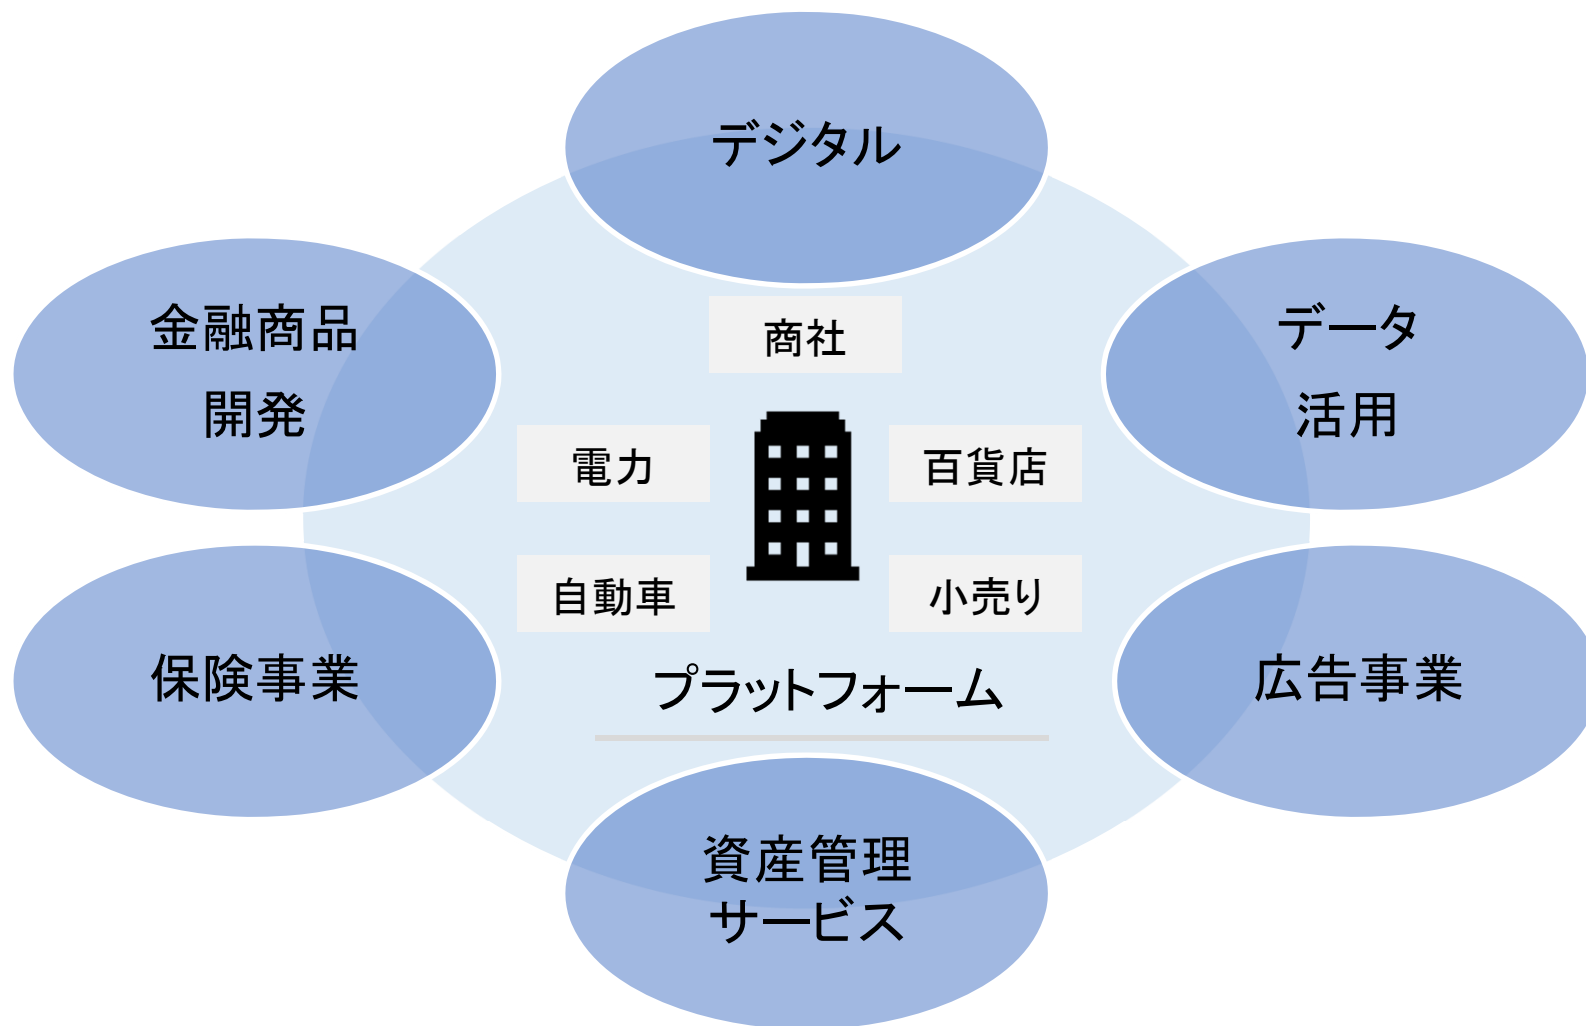 デジタル
金融商品
開発
データ
活用
商社
電力
百貨店
自動車
小売り
プラットフォーム
保険事業
広告事業
資産管理
サービス